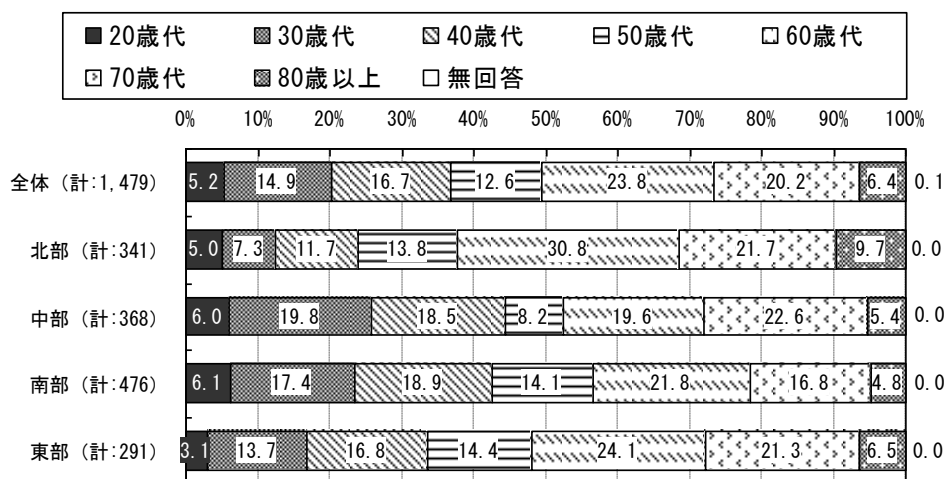 20歳代 30歳代 40歳代 50歳代 60歳代
70歳代 80歳以上 無回答
0% 10% 20% 30% 40% 50% 60% 70% 80% 90% 100%
全体（計:1,479） 5.2 14.9 16.7 12.6 23.8 20.2 6.4 0.1
北部（計:341） 5.0 7.3 11.7 13.8 30.8 21.7 9.7 0.0
中部（計:368） 6.0 19.8 18.5 8.2 19.6 22.6 5.4 0.0
南部（計:476） 6.1 17.4 18.9 14.1 21.8 16.8 4.8 0.0
東部（計:291） 3.1 13.7 16.8 14.4 24.1 21.3 6.5 0.0